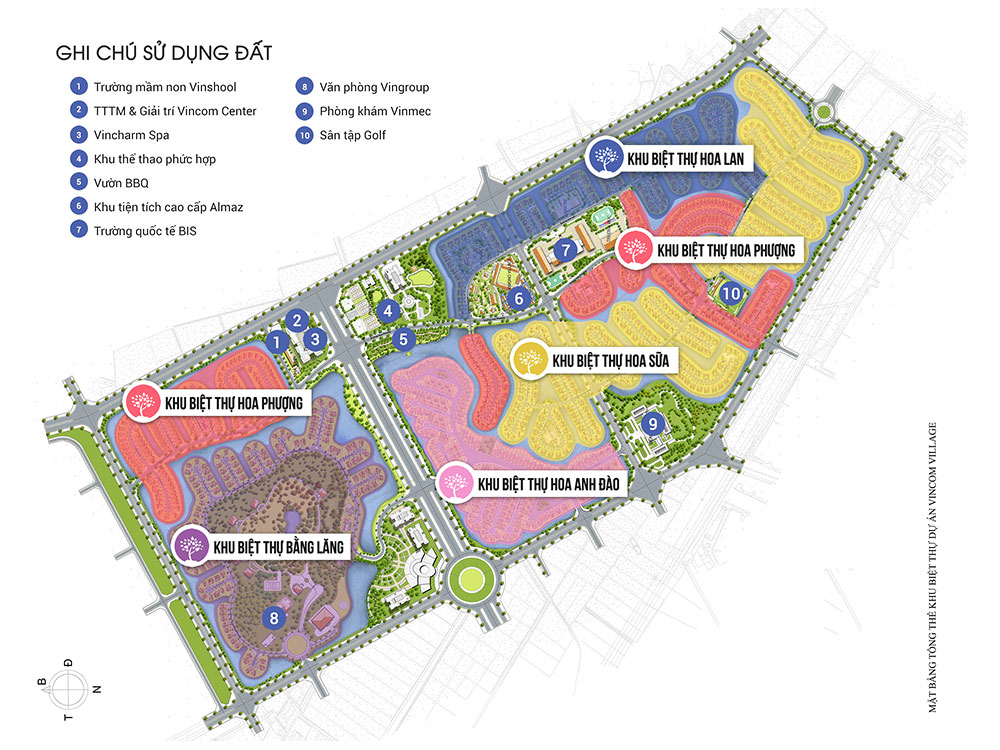 GHI CHÚ SỬ DỤNG ĐẤT
1 Trường mầm non Vinshool
2 TTTM & Giải trí Vincom Center
3 Vincharm Spa
4 Khu thể thao phức hợp
5 Vườn BBQ
6 Khu tiện tích cao cấp Almaz
7 Trường quốc tế BIS
8 Văn phòng Vingroup
9 Phòng khám Vinmec
10 Sân tập Golf
KHU BIỆT THỰ HOA LAN
7
KHU BIỆT THỰ HOA PHƯỢNG
6
10
4
2
1
3
5
KHU BIỆT THỰ HOA SỮA
KHU BIỆT THỰ HOA PHƯỢNG
9
KHU BIỆT THỰ HOA ANH ĐÀO
KHU BIỆT THỰ BẰNG LĂNG
8
Đ
B
N
T
MẶT BẰNG TỔNG THỂ KHU BIỆT THỰ DỰ ÁN VINCOM VILLAGE